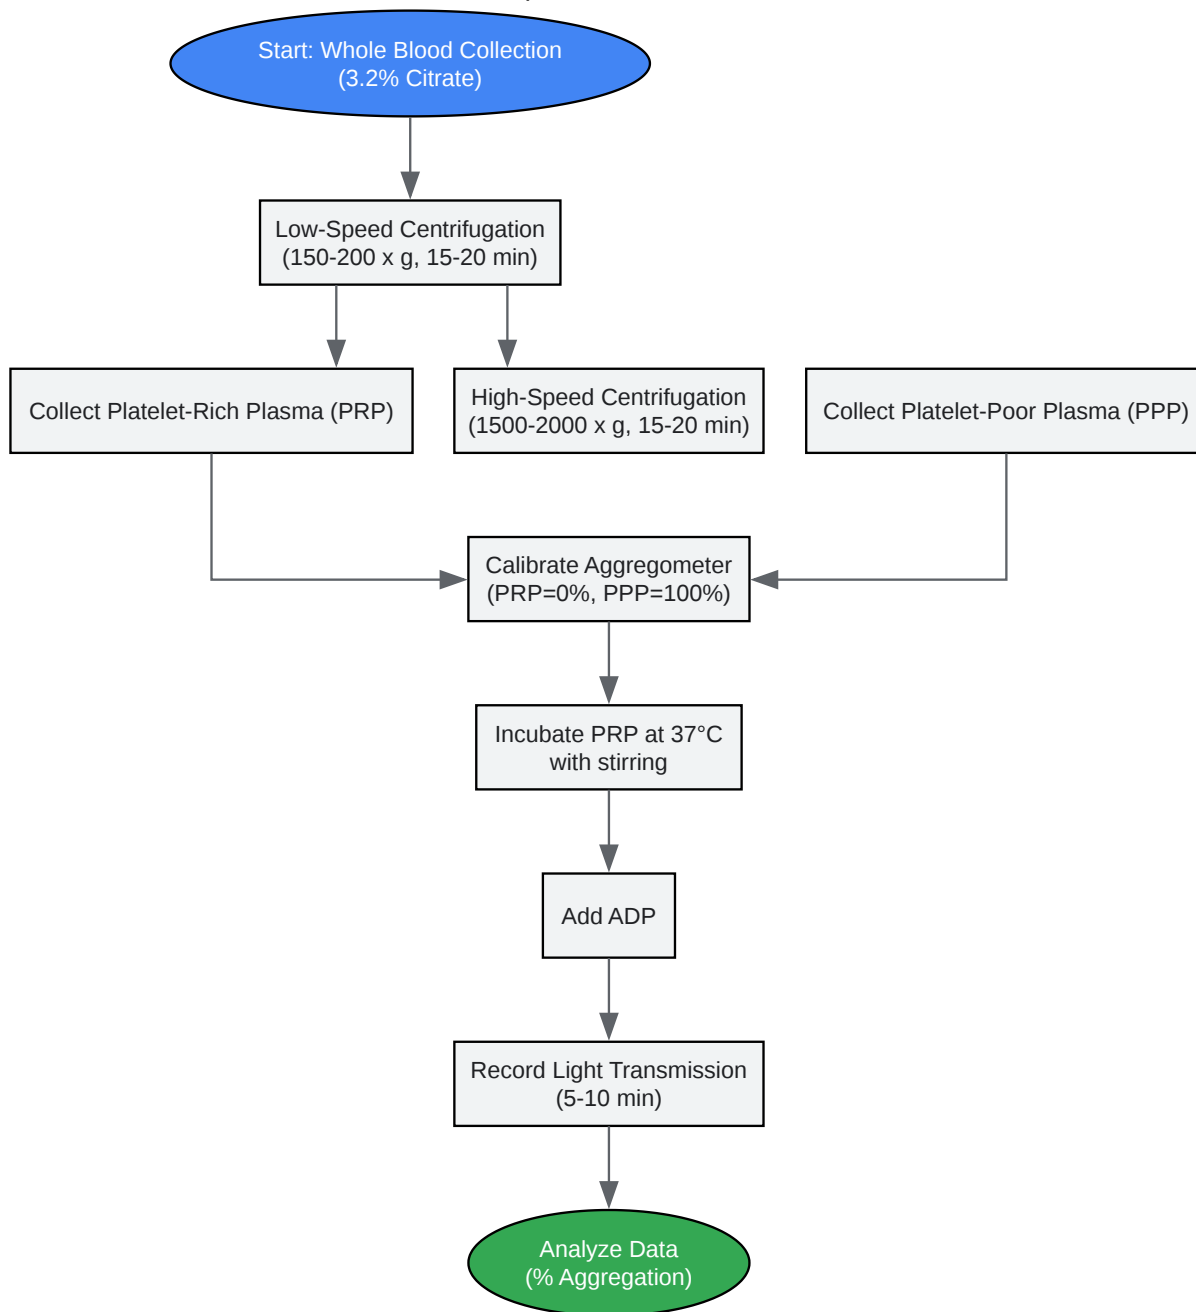 Start: Whole Blood Collection
(3.2% Citrate)
Low-Speed Centrifugation
(150-200 x g, 15-20 min)
Collect Platelet-Rich Plasma (PRP)
High-Speed Centrifugation
(1500-2000 x g, 15-20 min)
Collect Platelet-Poor Plasma (PPP)
Calibrate Aggregometer
(PRP=0%, PPP=100%)
Incubate PRP at 37°C
with stirring
Add ADP
Record Light Transmission
(5-10 min)
Analyze Data
(% Aggregation)